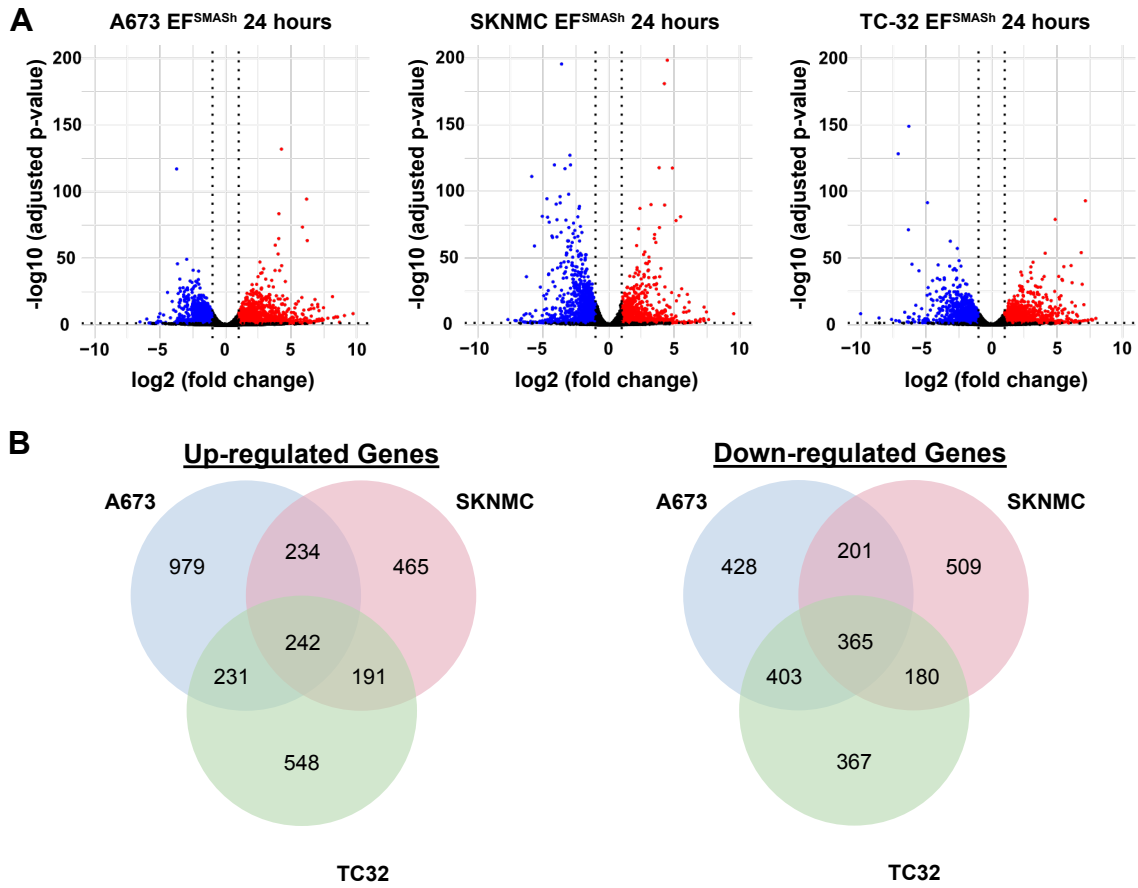 A
A673 EFSMASh 24 hours
SKNMC EFSMASh 24 hours
TC-32 EFSMASh 24 hours
-log10 (adjusted p-value)
200
150
100
50
0
−10
−5
0
5
10
log2 (fold change)
-log10 (adjusted p-value)
200
150
100
50
0
−10
−5
0
5
10
log2 (fold change)
-log10 (adjusted p-value)
200
150
100
50
0
−10
−5
0
5
10
log2 (fold change)
B
Up-regulated Genes
A673
SKNMC
979
234
465
242
231
191
548
TC32
Down-regulated Genes
A673
SKNMC
428
201
509
365
403
180
367
TC32